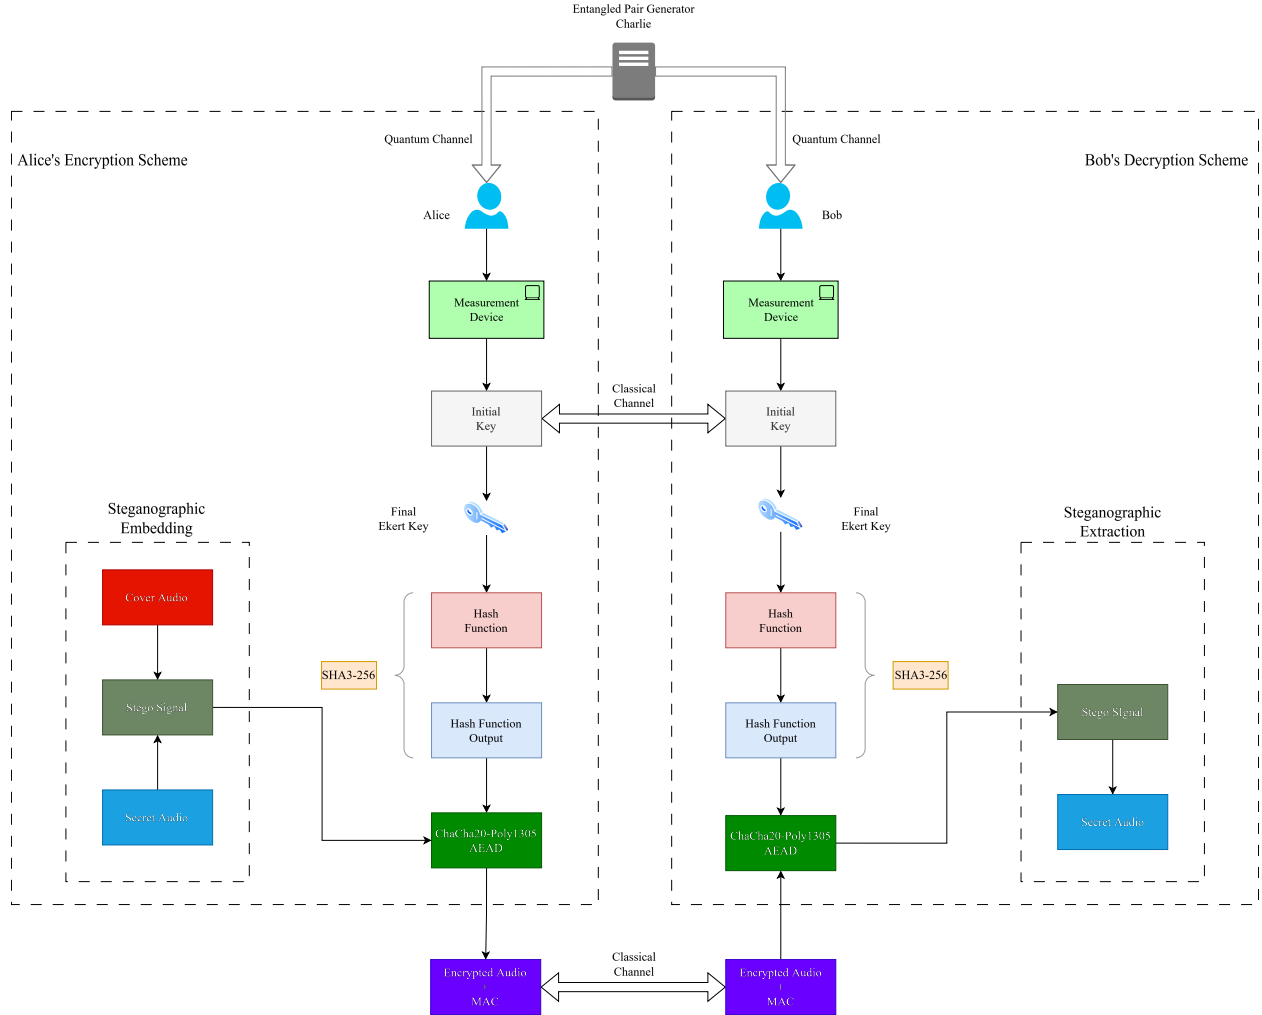 Entangled Pair Generator
Charlie
Quantum Channel
Quantum Channel
Alice's Encryption Scheme
Bob's Decryption Scheme
Alice
Bob
Measurement
Device
Measurement
Device
Classical
Channel
Initial
Key
Initial
Key
Final
Ekert Key
Final
Ekert Key
Steganographic
Embedding
Steganographic
Extraction
Cover Audio
Hash
Function
Hash
Function
SHA3-256
SHA3-256
Stego Signal
Stego SIgnal
Hash Function
Output
Hash Function
Output
Secret Audio
Secret Audio
ChaCha20-Poly1305
AEAD
ChaCha20-Poly1305
AEAD
Classical
Channel
Encrypted Audio
+
MAC
Encrypted Audio
+
MAC